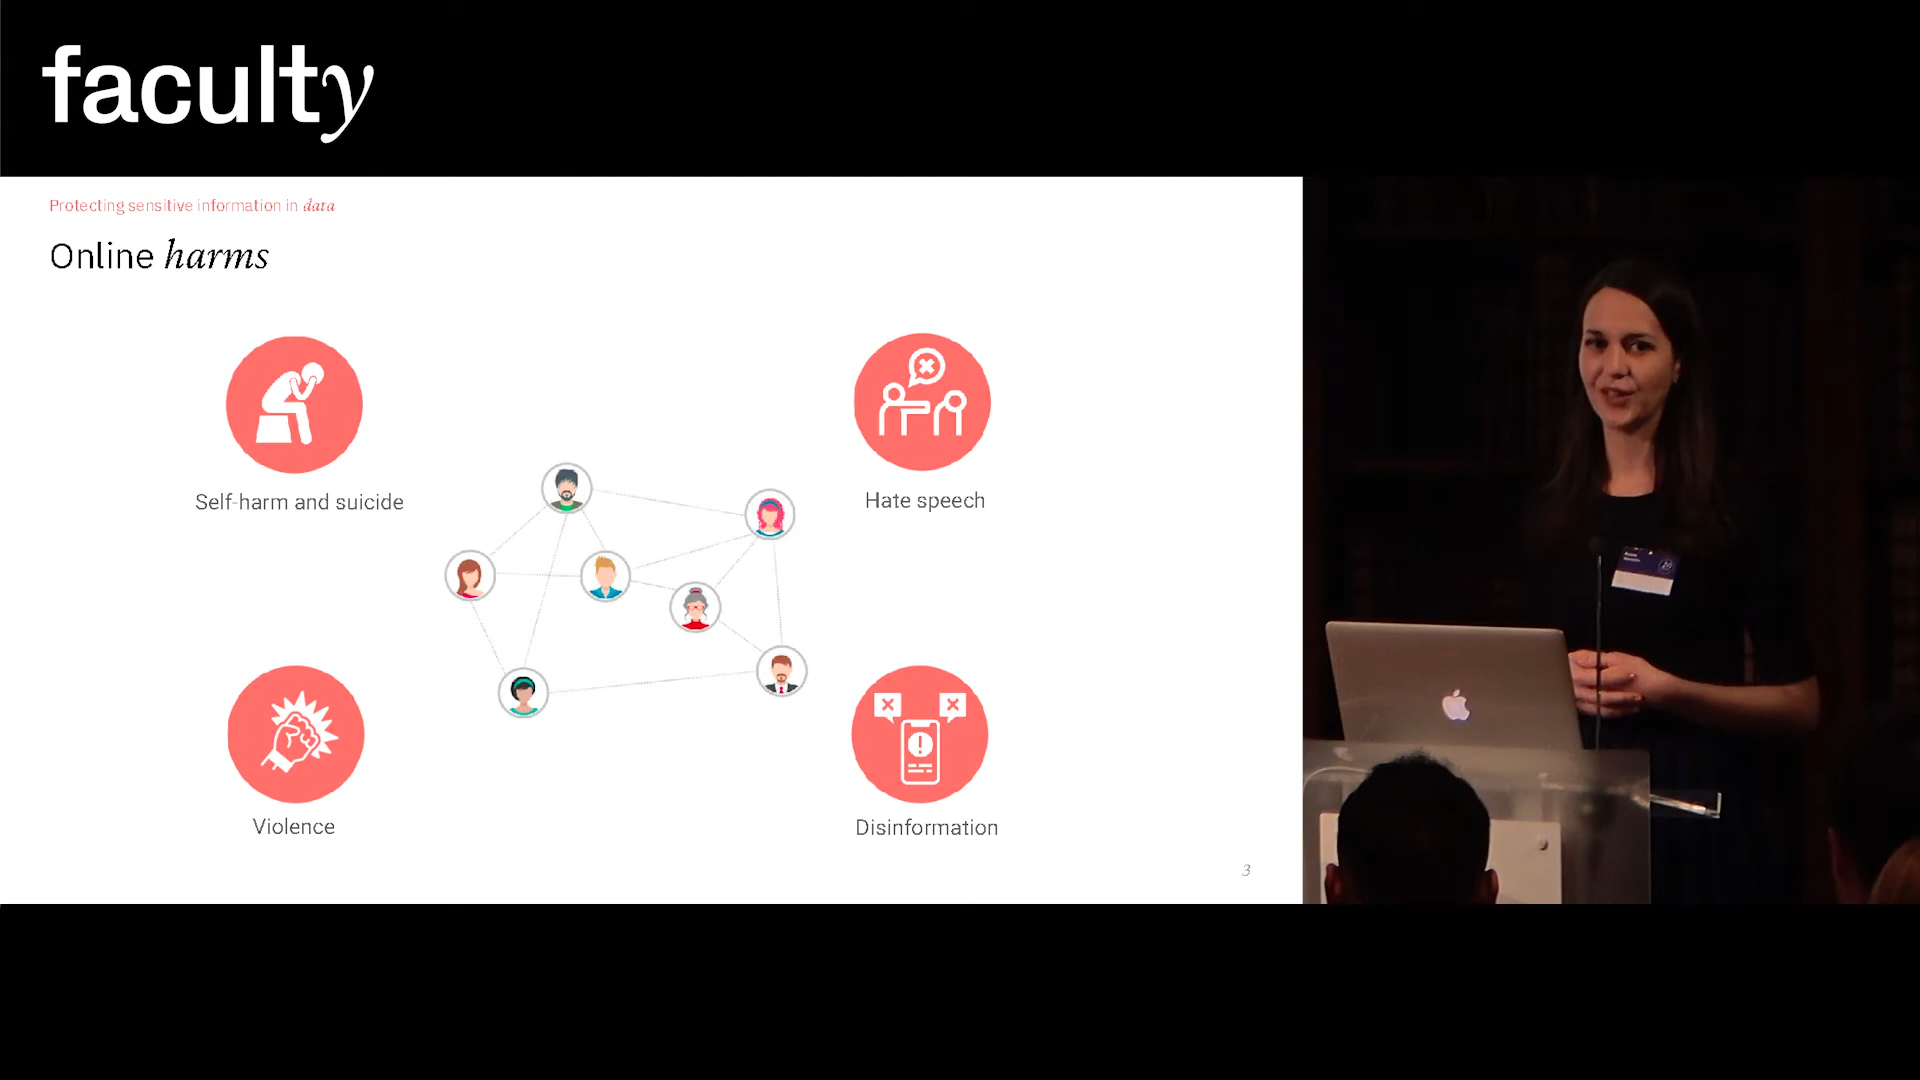 faculty
Protecting sensitive information in data
Online harms
Self-harm and suicide
Hate speech
Violence
Disinformation
3